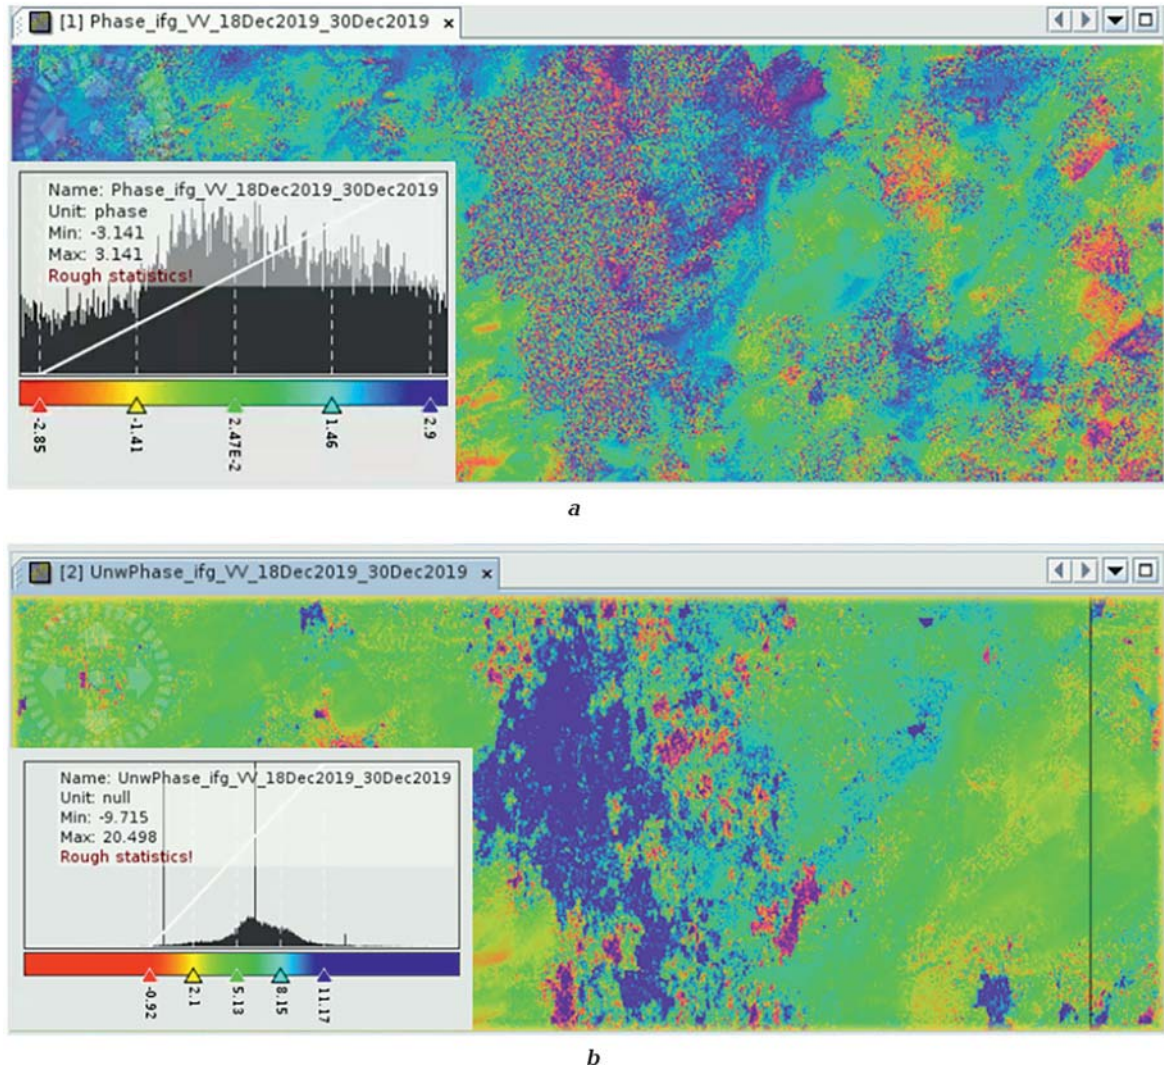 [1] Phase_ifg_VV_18Dec2019_30Dec2019 ×
Name: Phase_ifg_VV_18Dec2019_30Dec2019
Unit: phase
Min: -3.141
Max: 3.141
Rough statistics!
-2.85 -1.41 2.47E-2 1.46 2.9
a
[2] UnwPhase_ifg_VV_18Dec2019_30Dec2019 ×
Name: UnwPhase_ifg_VV_18Dec2019_30Dec2019
Unit: null
Min: -9.715
Max: 20.498
Rough statistics!
-0.92 2.1 5.13 8.15 11.17
b